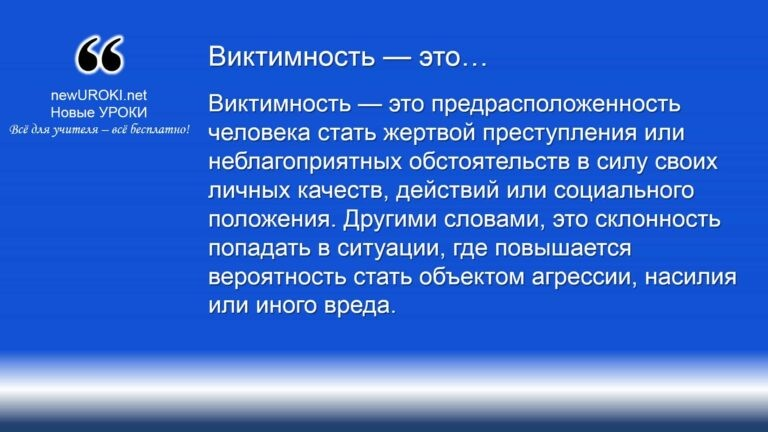 “
newUROKI.net
Новые УРОКИ
Всё для учителя – всё бесплатно!
Виктимность — это…
Виктимность — это предрасположенность
человека стать жертвой преступления или
неблагоприятных обстоятельств в силу своих
личных качеств, действий или социального
положения. Другими словами, это склонность
попадать в ситуации, где повышается
вероятность стать объектом агрессии, насилия
или иного вреда.